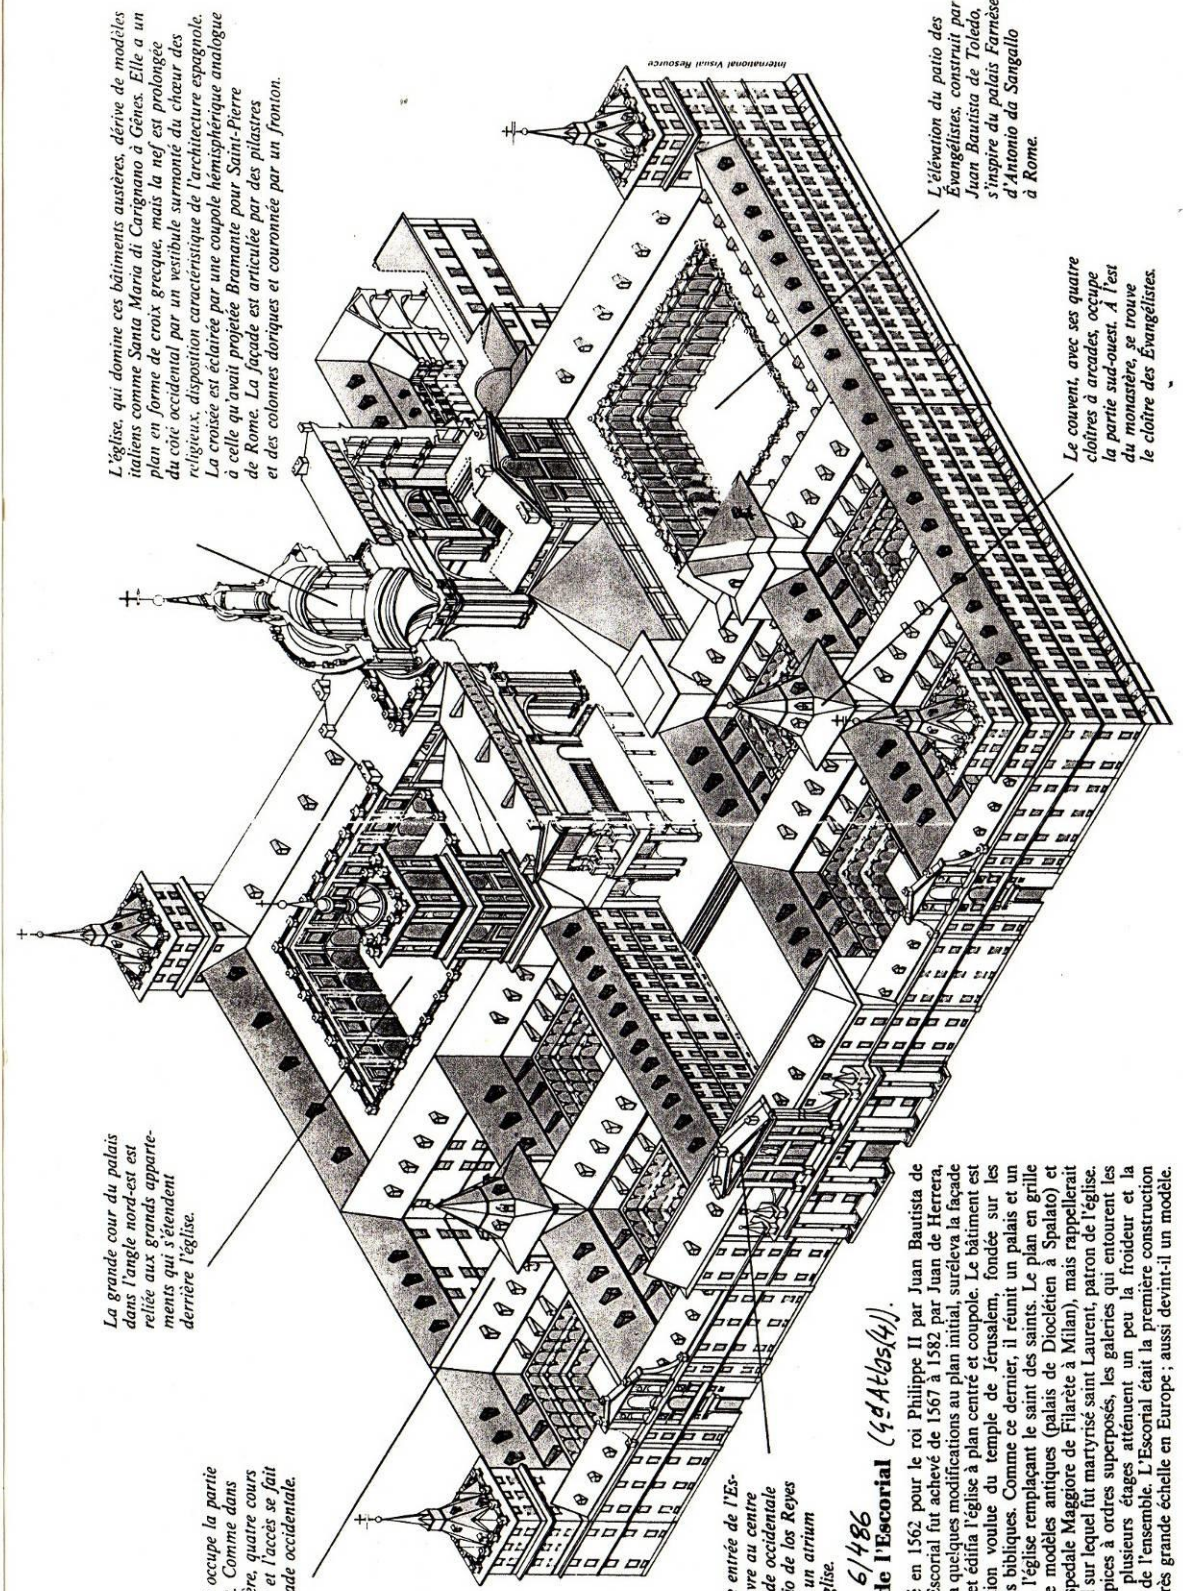 L'église, qui domine ces bâtiments austères, dérive de modèles
italiens comme Santa Maria di Carignano à Gênes. Elle a un
plan en forme de croix grecque, mais la nef est prolongée
du côté occidental par un vestibule surmonté du chœur des
religieux, disposition caractéristique de l'architecture espagnole.
La croisée est éclairée par une coupole hémisphérique analogue
à celle qu'avait projetée Bramante pour Saint-Pierre
de Rome. La façade est articulée par des pilastres
et des colonnes doriques et couronnée par un fronton.
International Visual Resource
L'élévation du patio des
Évangélistes, construit par
Juan Bautista de Toledo,
s'inspire du palais Farnèse
d'Antonio da Sangallo
à Rome.
Le couvent, avec ses quatre
cloîtres à arcades, occupe
la partie sud-ouest. À l'est
du monastère, se trouve
le cloître des Évangélistes.
La grande cour du palais
dans l'angle nord-est est
reliée aux grands apparte-
ments qui s'étendent
derrière l'église.
occupe la partie
Comme dans
ère, quatre cours
et l'accès se fait
ade occidentale.
entrée de l'Es-
vre au centre
de occidentale
io de los Reyes
un atrium
glise.
6/486
de l'Escorial (Gd Atlas(4)).
é en 1562 pour le roi Philippe II par Juan Bautista de
Escorial fut achevé de 1567 à 1582 par Juan de Herrera,
a quelques modifications au plan initial, suréleva la façade
et édifia l'église à plan centré et coupole. Le bâtiment est
on voulue du temple de Jérusalem, fondée sur les
bibliques. Comme ce dernier, il réunit un palais et un
l'église remplaçant le saint des saints. Le plan en grille
e modèles antiques (palais de Dioclétien à Spalato) et
pedale Maggiore de Filarète à Milan), mais rappellerait
sur lequel fut martyrisé saint Laurent, patron de l'église.
pices à ordres superposés, les galeries qui entourent les
plusieurs étages atténuent un peu la froideur et la
de l'ensemble. L'Escorial était la première construction
rès grande échelle en Europe ; aussi devint-il un modèle.